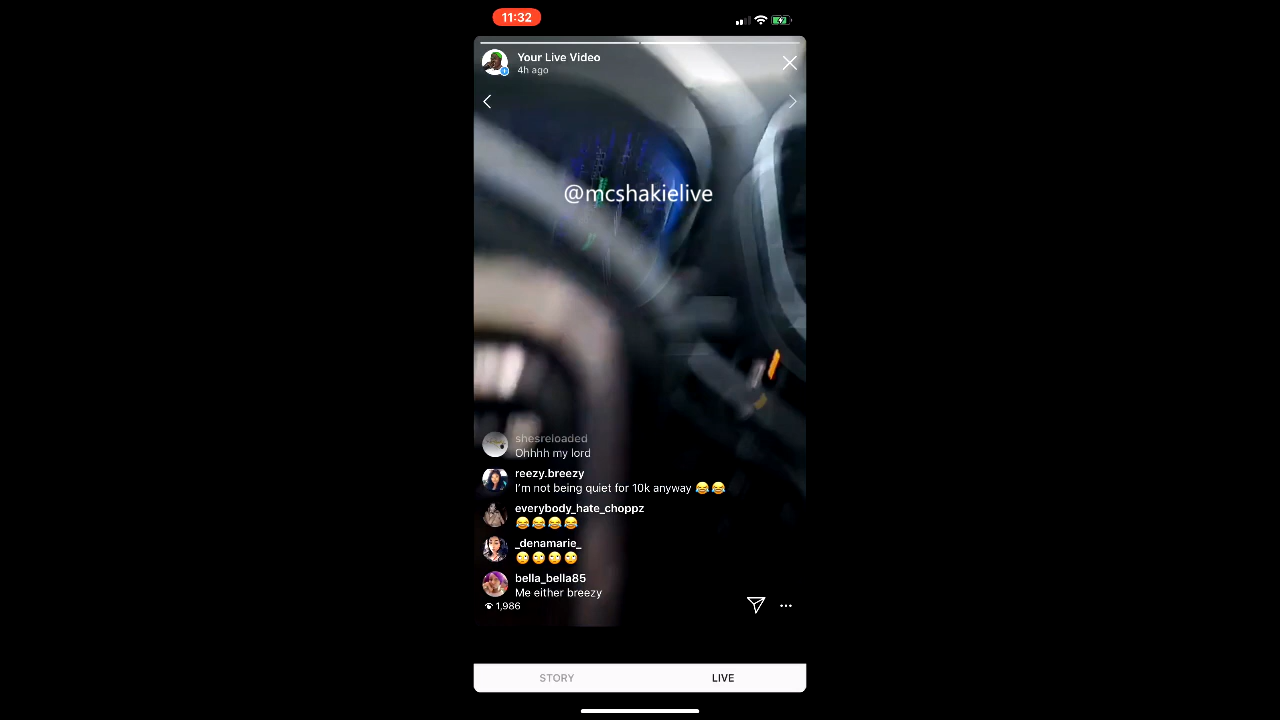 11:32
Your Live Video
4h ago
@mcshakielive
shesreloaded
Ohhhh my lord
reezy.breezy
I'm not being quiet for 10k anyway 😂😂
everybody_hate_choppz
😂😂😂😂
_denamarie_
🙄🙄🙄🙄
bella_bella85
Me either breezy
1,986
STORY
LIVE